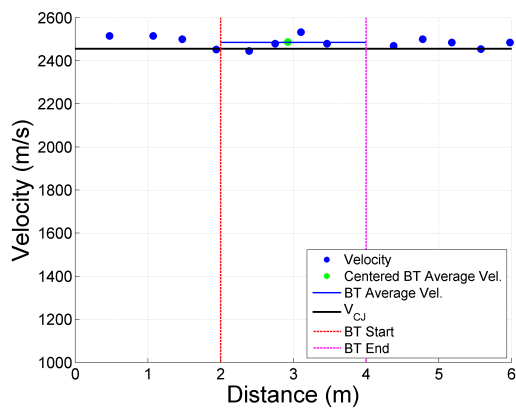 2600
2400
2200
2000
1800
1600
1400
1200
1000
Velocity (m/s)
Velocity
Centered BT Average Vel.
BT Average Vel.
V_CJ
BT Start
BT End
0 1 2 3 4 5 6
Distance (m)